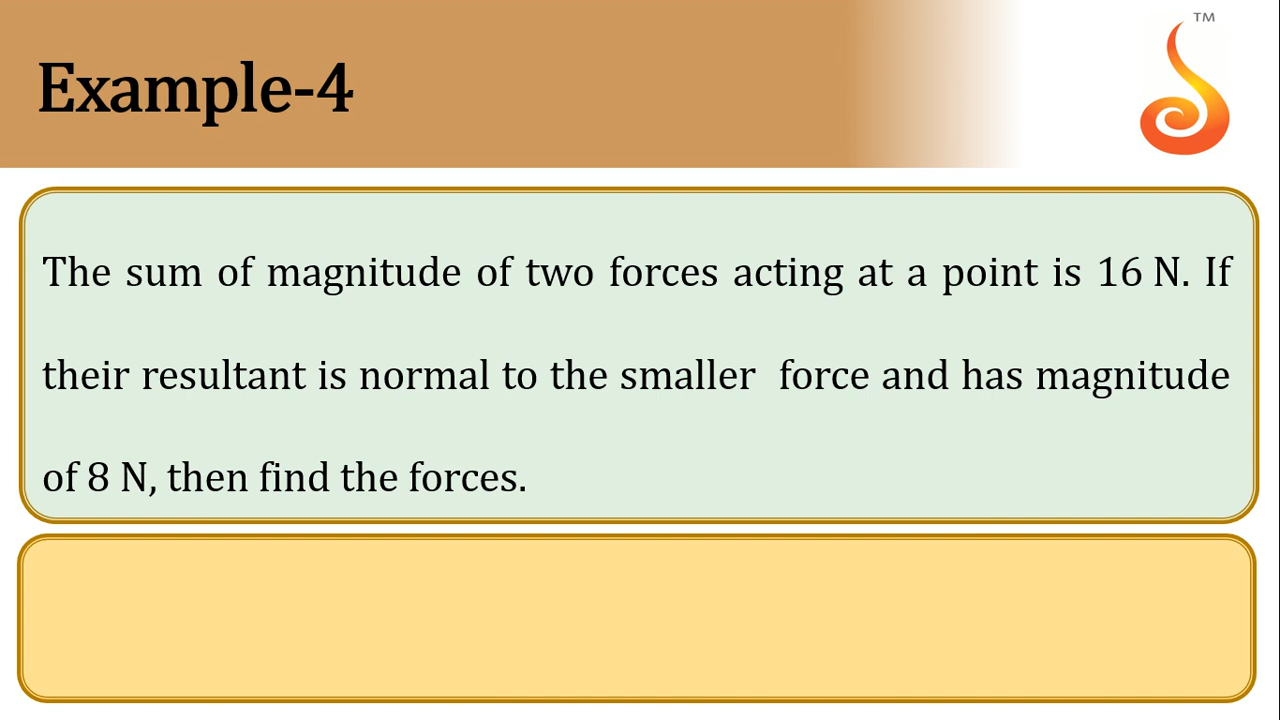 TM
Example-4
The sum of magnitude of two forces acting at a point is 16 N. If
their resultant is normal to the smaller force and has magnitude
of 8 N, then find the forces.